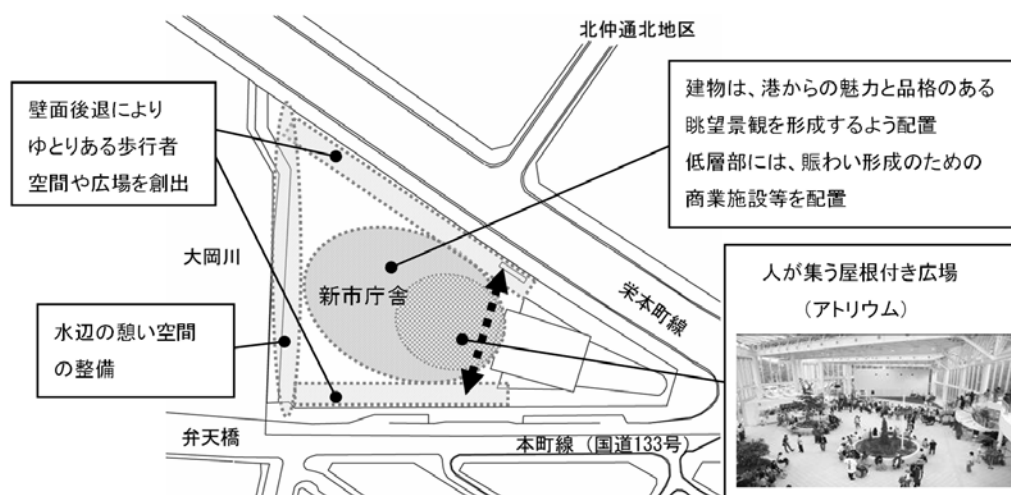 北仲通北地区
壁面後退により
ゆとりある歩行者
空間や広場を創出
建物は、港からの魅力と品格のある
眺望景観を形成するよう配置
低層部には、賑わい形成のための
商業施設等を配置
大岡川
新市庁舎
栄本町線
人が集う屋根付き広場
(アトリウム)
水辺の憩い空間
の整備
弁天橋
本町線 (国道133号)